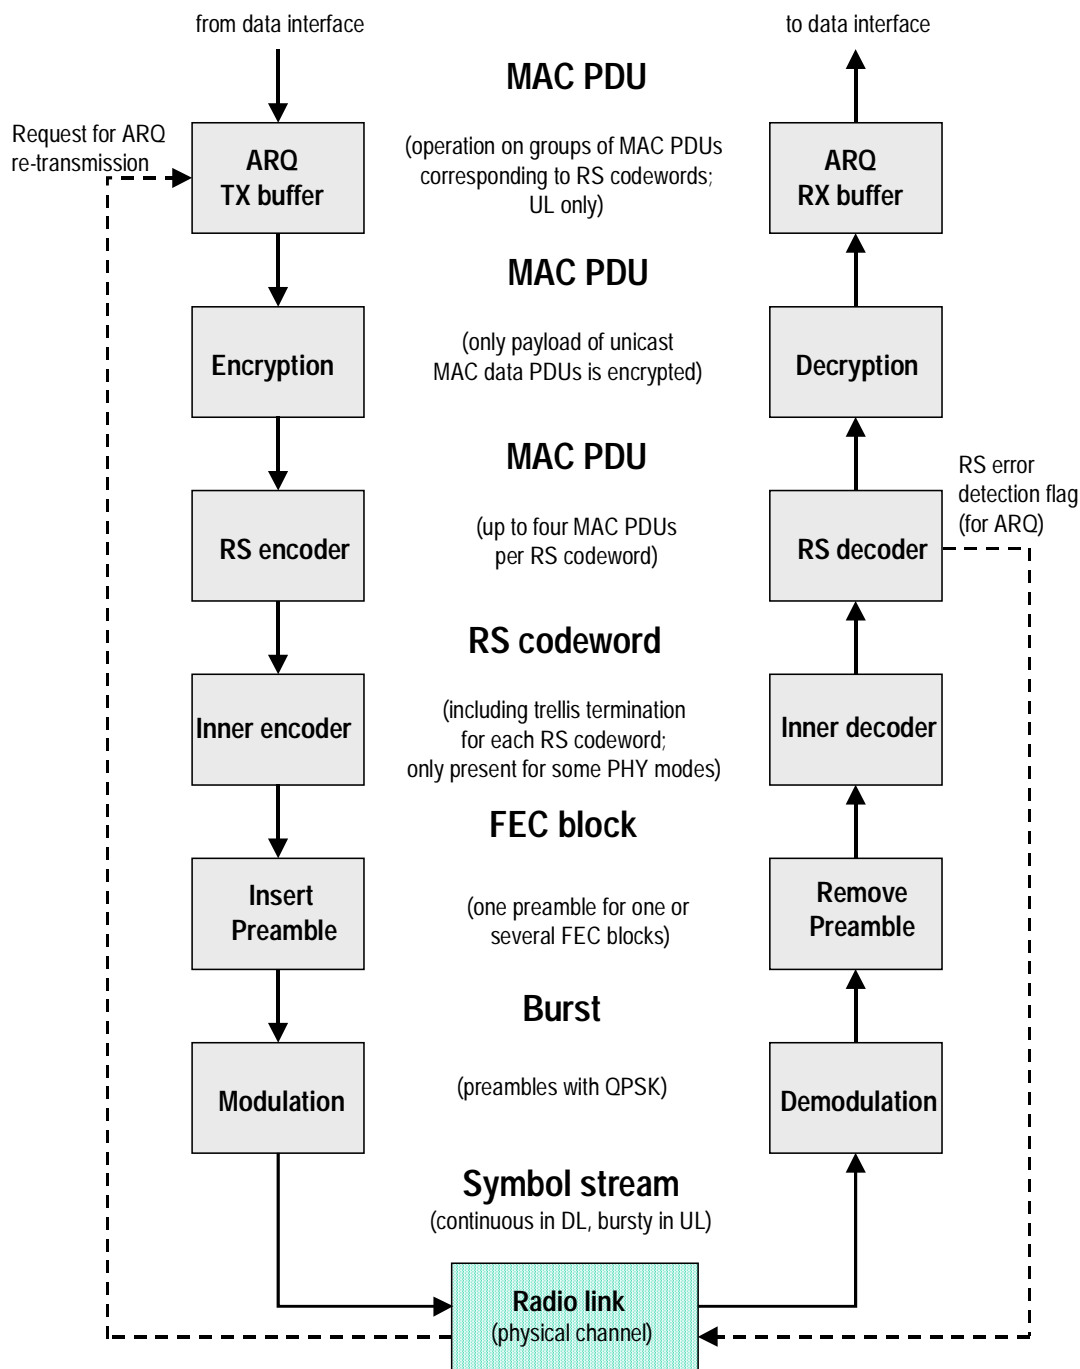 from data interface
to data interface
MAC PDU
Request for ARQ
re-transmission
ARQ
TX buffer
(operation on groups of MAC PDUs
corresponding to RS codewords;
UL only)
ARQ
RX buffer
MAC PDU
Encryption
(only payload of unicast
MAC data PDUs is encrypted)
Decryption
MAC PDU
RS error
detection flag
(for ARQ)
RS encoder
(up to four MAC PDUs
per RS codeword)
RS decoder
RS codeword
Inner encoder
(including trellis termination
for each RS codeword;
only present for some PHY modes)
Inner decoder
FEC block
Insert
Preamble
(one preamble for one or
several FEC blocks)
Remove
Preamble
Burst
Modulation
(preambles with QPSK)
Demodulation
Symbol stream
(continuous in DL, bursty in UL)
Radio link
(physical channel)